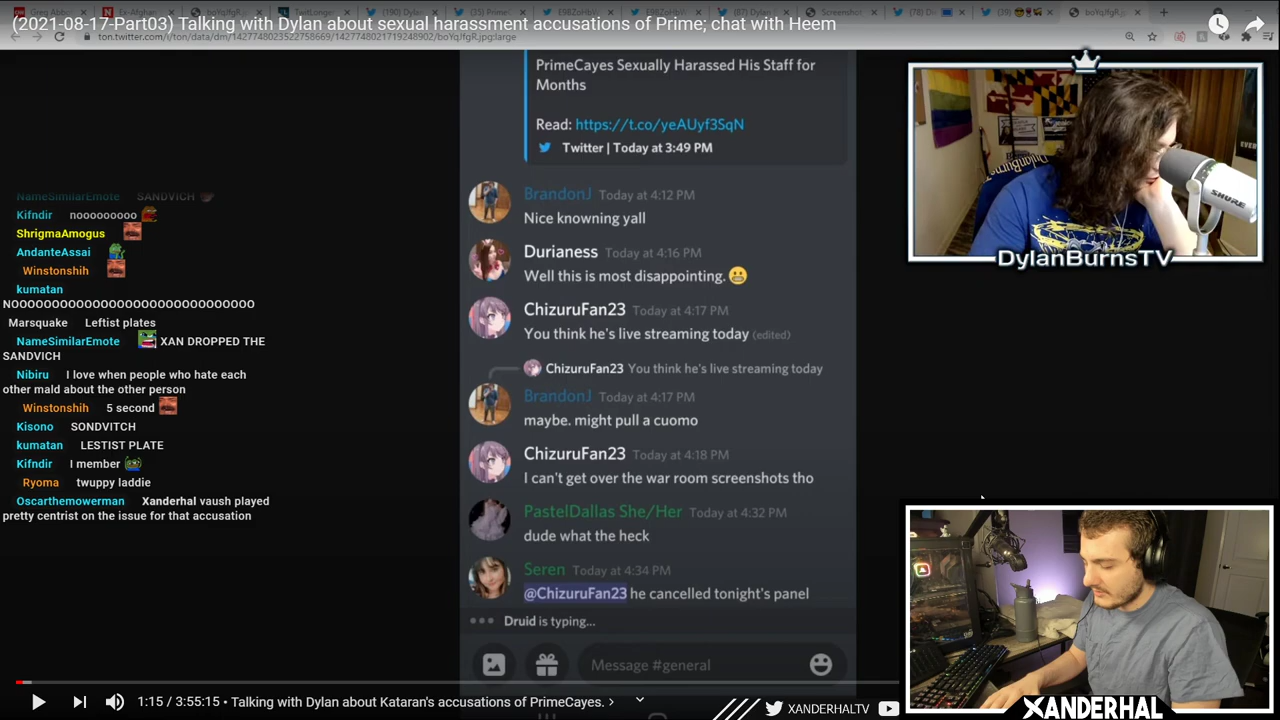 (2021-08-17-Part03) Talking with Dylan about sexual harassment accusations of Prime; chat with Heem
ton.twitter.com/i/ton/data/dm/1427748023522758669/1427748021719248902/boYqJfgR.jpg:large
PrimeCayes Sexually Harassed His Staff for
Months
Read: https://t.co/yeAUyf3SqN
Twitter | Today at 3:49 PM
BrandonJ Today at 4:12 PM
Nice knowning yall
Durianess Today at 4:16 PM
Well this is most disappointing.
ChizuruFan23 Today at 4:17 PM
You think he's live streaming today (edited)
ChizuruFan23 You think he's live streaming today
BrandonJ Today at 4:17 PM
maybe. might pull a cuomo
ChizuruFan23 Today at 4:18 PM
I can't get over the war room screenshots tho
PastelDallas She/Her Today at 4:32 PM
dude what the heck
Seren Today at 4:34 PM
@ChizuruFan23 he cancelled tonight's panel
Druid is typing...
Message #general
NameSimilarEmote SANDVICH
Kifndir noooooooooo
ShrigmaAmogus
AndanteAssai
Winstonshih
kumatan
NOOOOOOOOOOOOOOOOOOOOOOOOOOOOOO
Marsquake Leftist plates
NameSimilarEmote XAN DROPPED THE
SANDVICH
Nibiru I love when people who hate each
other mald about the other person
Winstonshih 5 second
Kisono SONDVITCH
kumatan LESTIST PLATE
Kifndir I member
Ryoma twuppy laddie
Oscarthemowerman Xanderhal vaush played
pretty centrist on the issue for that accusation
SHURE
DylanBurnsTV
1:15 / 3:55:15 • Talking with Dylan about Kataran's accusations of PrimeCayes.
XANDERHALTV
XANDERHAL